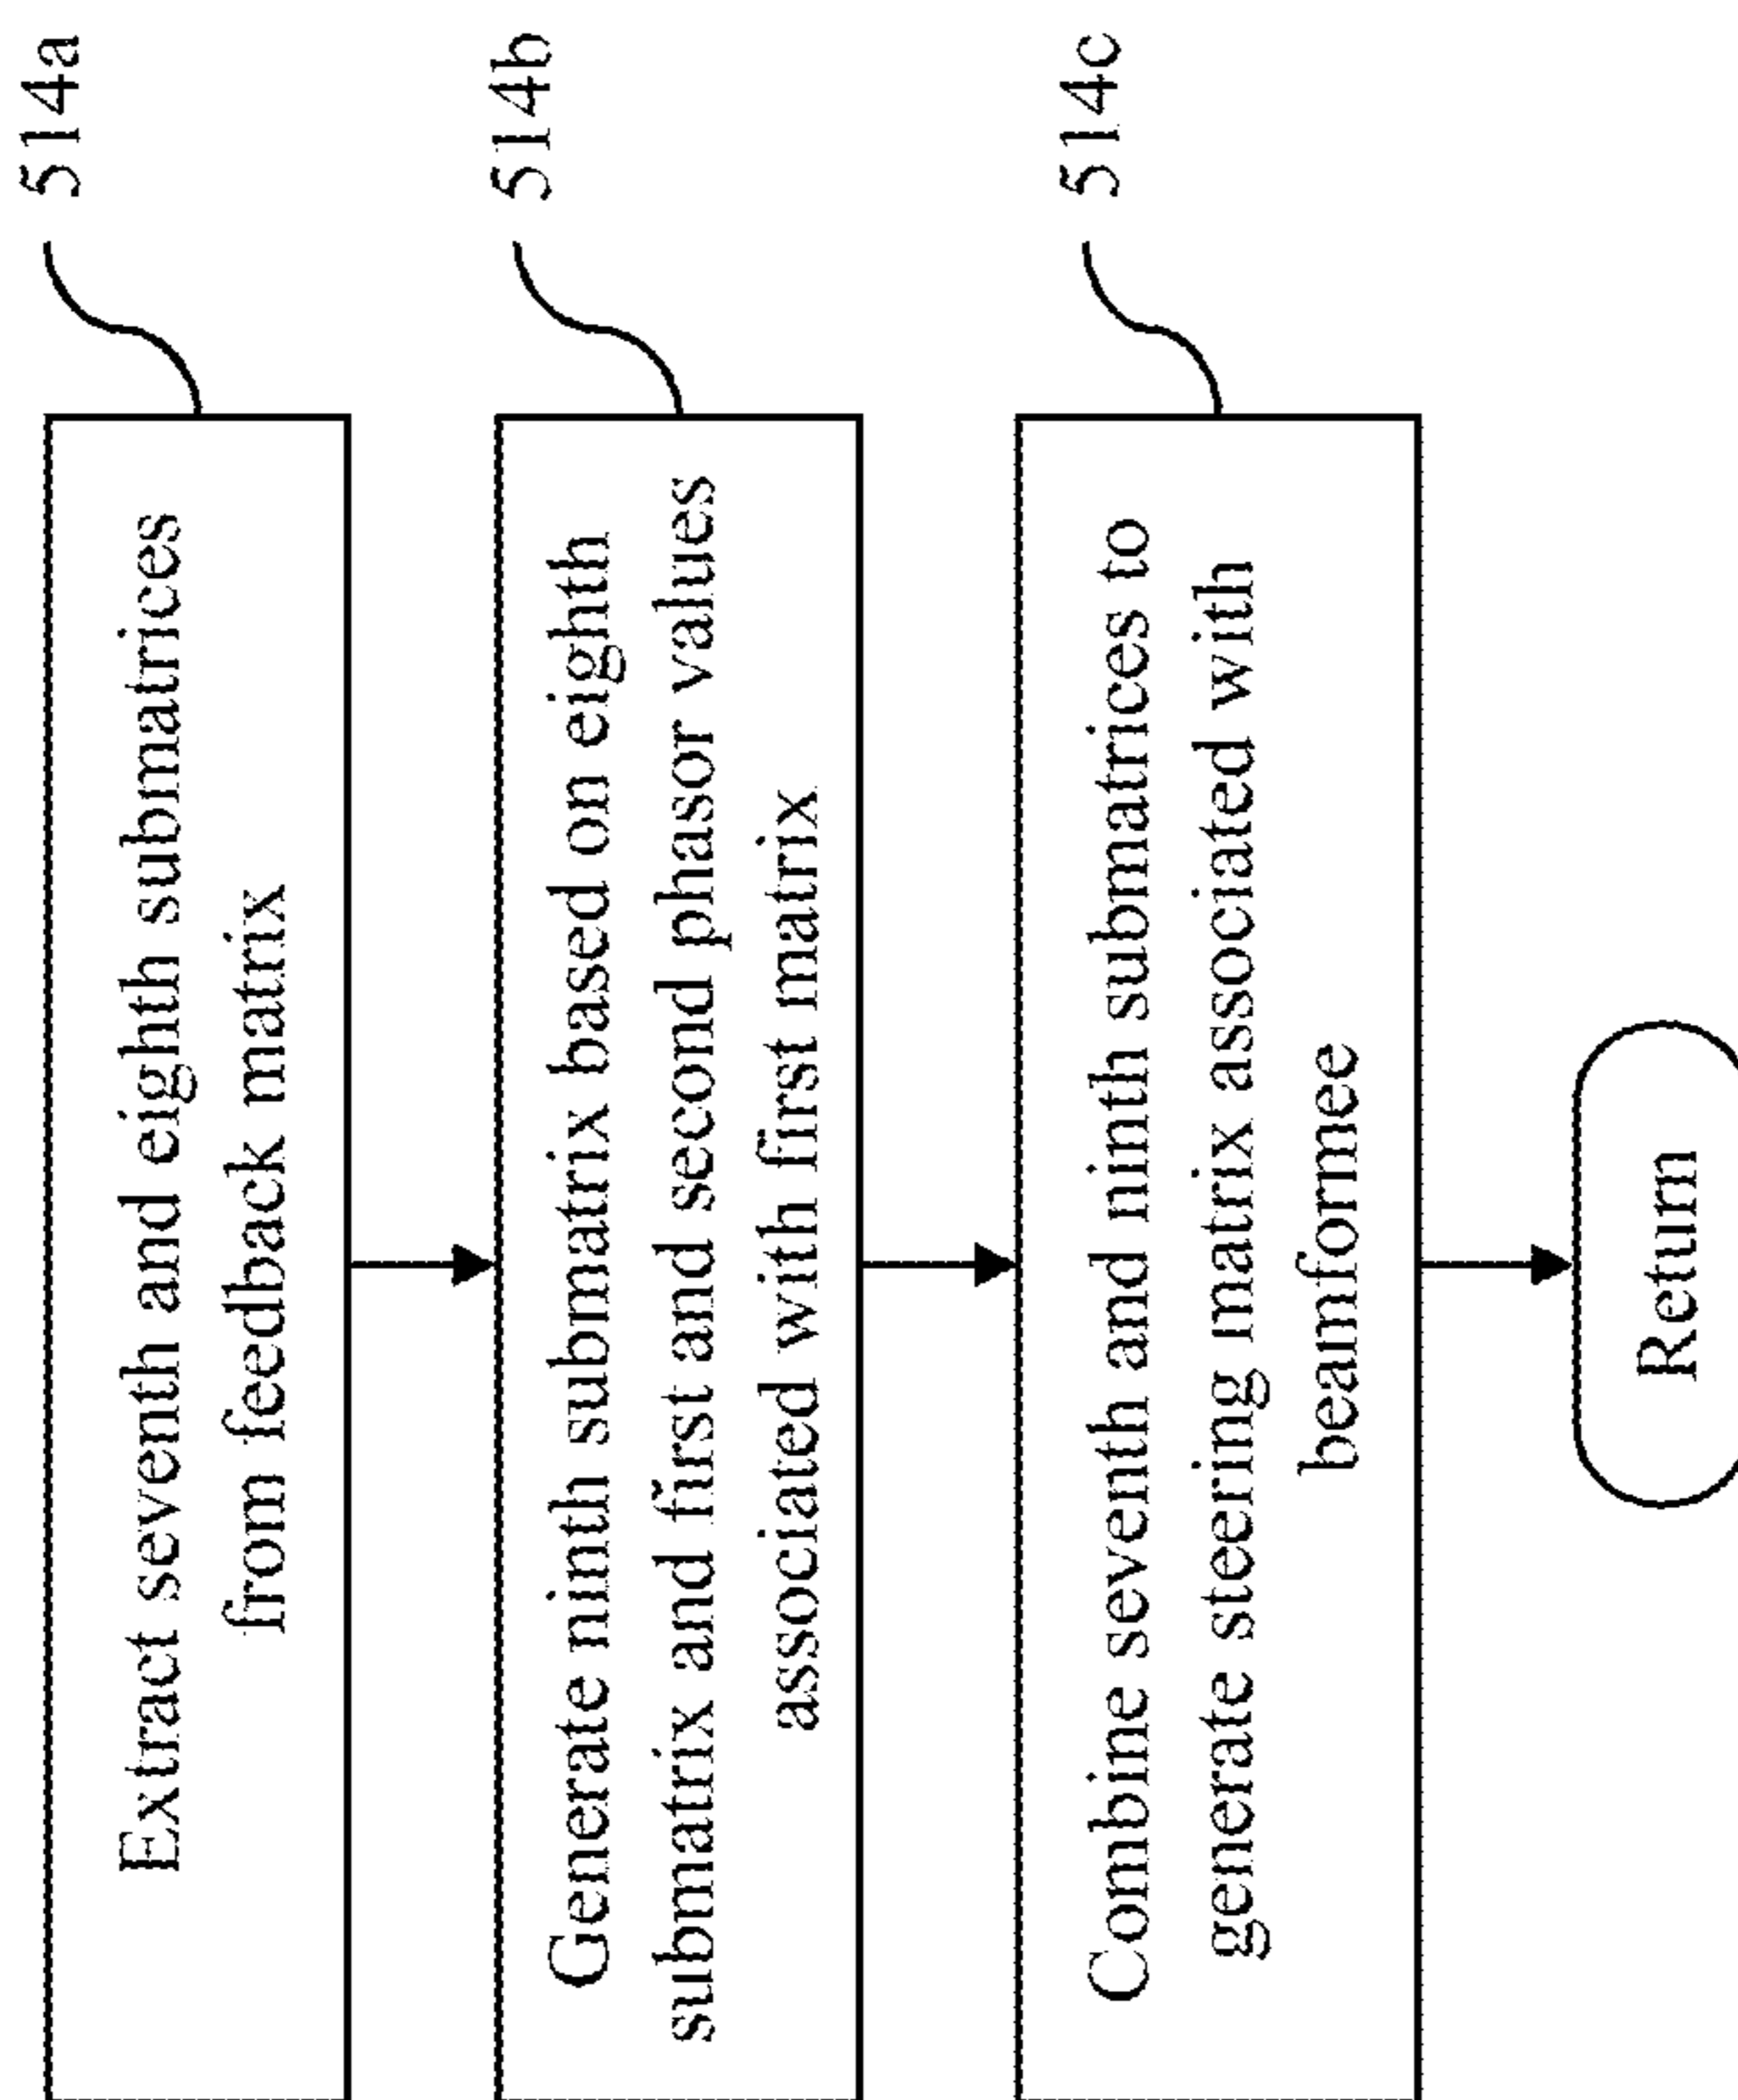 514a
Extract seventh and eighth submatrices
from feedback matrix
514b
Generate ninth submatrix based on eighth
submatrix and first and second phasor values
associated with first matrix
514c
Combine seventh and ninth submatrices to
generate steering matrix associated with
beamformee
Return